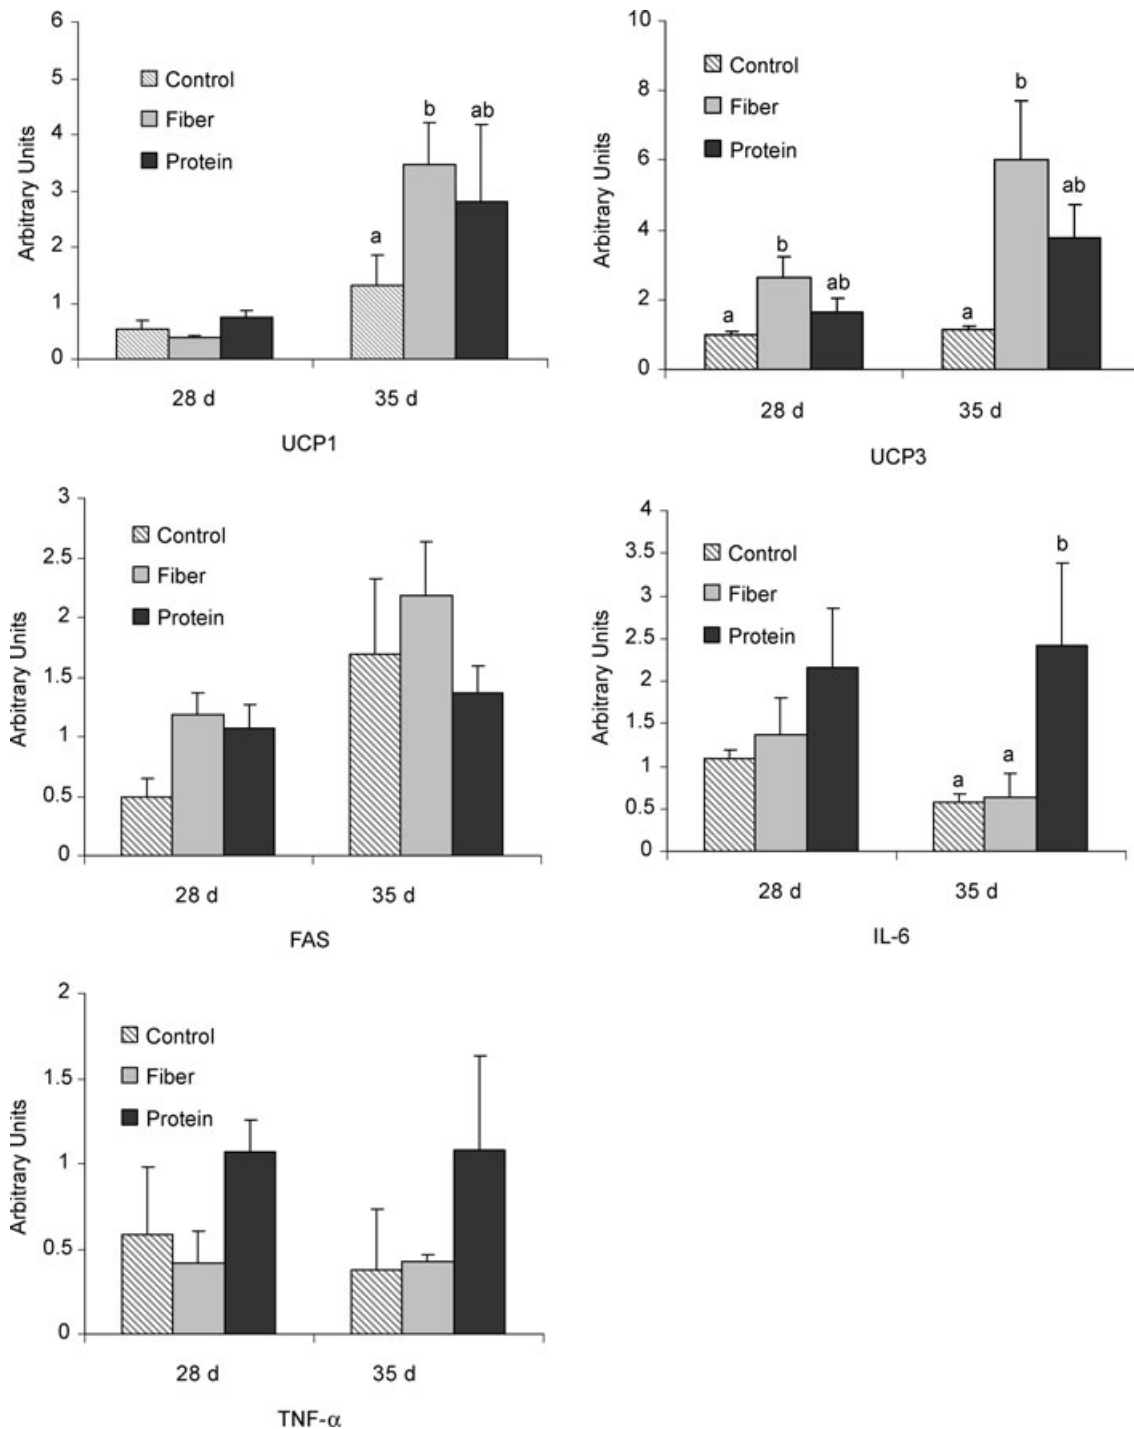 6
5
4
3
2
1
0
Arbitrary Units
Control
Fiber
Protein
a
b
ab
28 d
35 d
UCP1
10
8
6
4
2
0
Arbitrary Units
Control
Fiber
Protein
a
b
ab
a
b
ab
28 d
35 d
UCP3
3
2.5
2
1.5
1
0.5
0
Arbitrary Units
Control
Fiber
Protein
28 d
35 d
FAS
4
3.5
3
2.5
2
1.5
1
0.5
0
Arbitrary Units
Control
Fiber
Protein
a
a
b
28 d
35 d
IL-6
2
1.5
1
0.5
0
Arbitrary Units
Control
Fiber
Protein
28 d
35 d
TNF-α